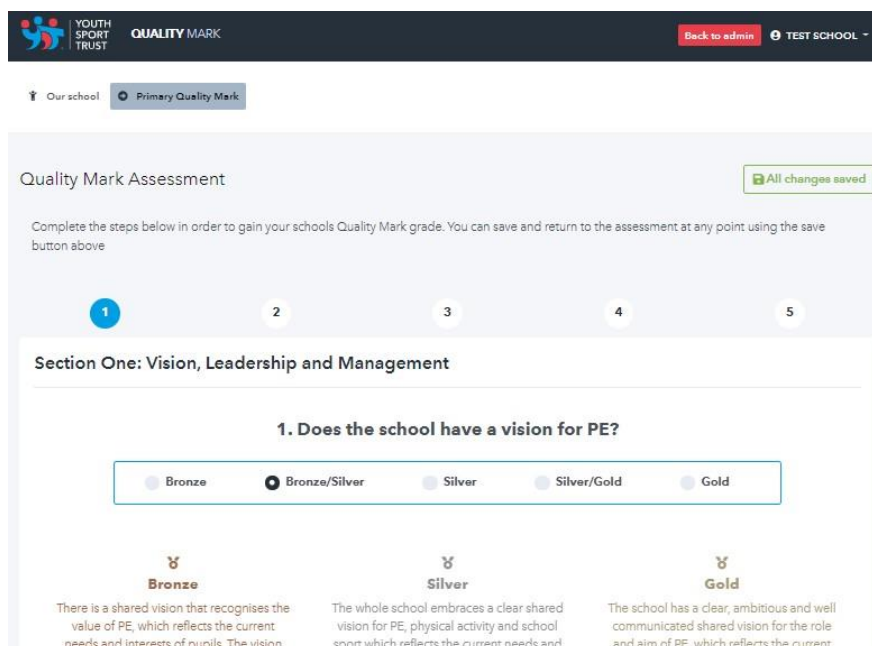 YOUTH
SPORT
TRUST
QUALITY MARK
Back to admin
TEST SCHOOL
Our school
Primary Quality Mark
Quality Mark Assessment
All changes saved
Complete the steps below in order to gain your schools Quality Mark grade. You can save and return to the assessment at any point using the save
button above
1 2 3 4 5
Section One: Vision, Leadership and Management
1. Does the school have a vision for PE?
Bronze Bronze/Silver Silver Silver/Gold Gold
Bronze
There is a shared vision that recognises the
value of PE, which reflects the current
needs and interests of pupils. The vision
Silver
The whole school embraces a clear shared
vision for PE, physical activity and school
sport which reflects the current needs and
Gold
The school has a clear, ambitious and well
communicated shared vision for the role
and aim of PE, which reflects the current